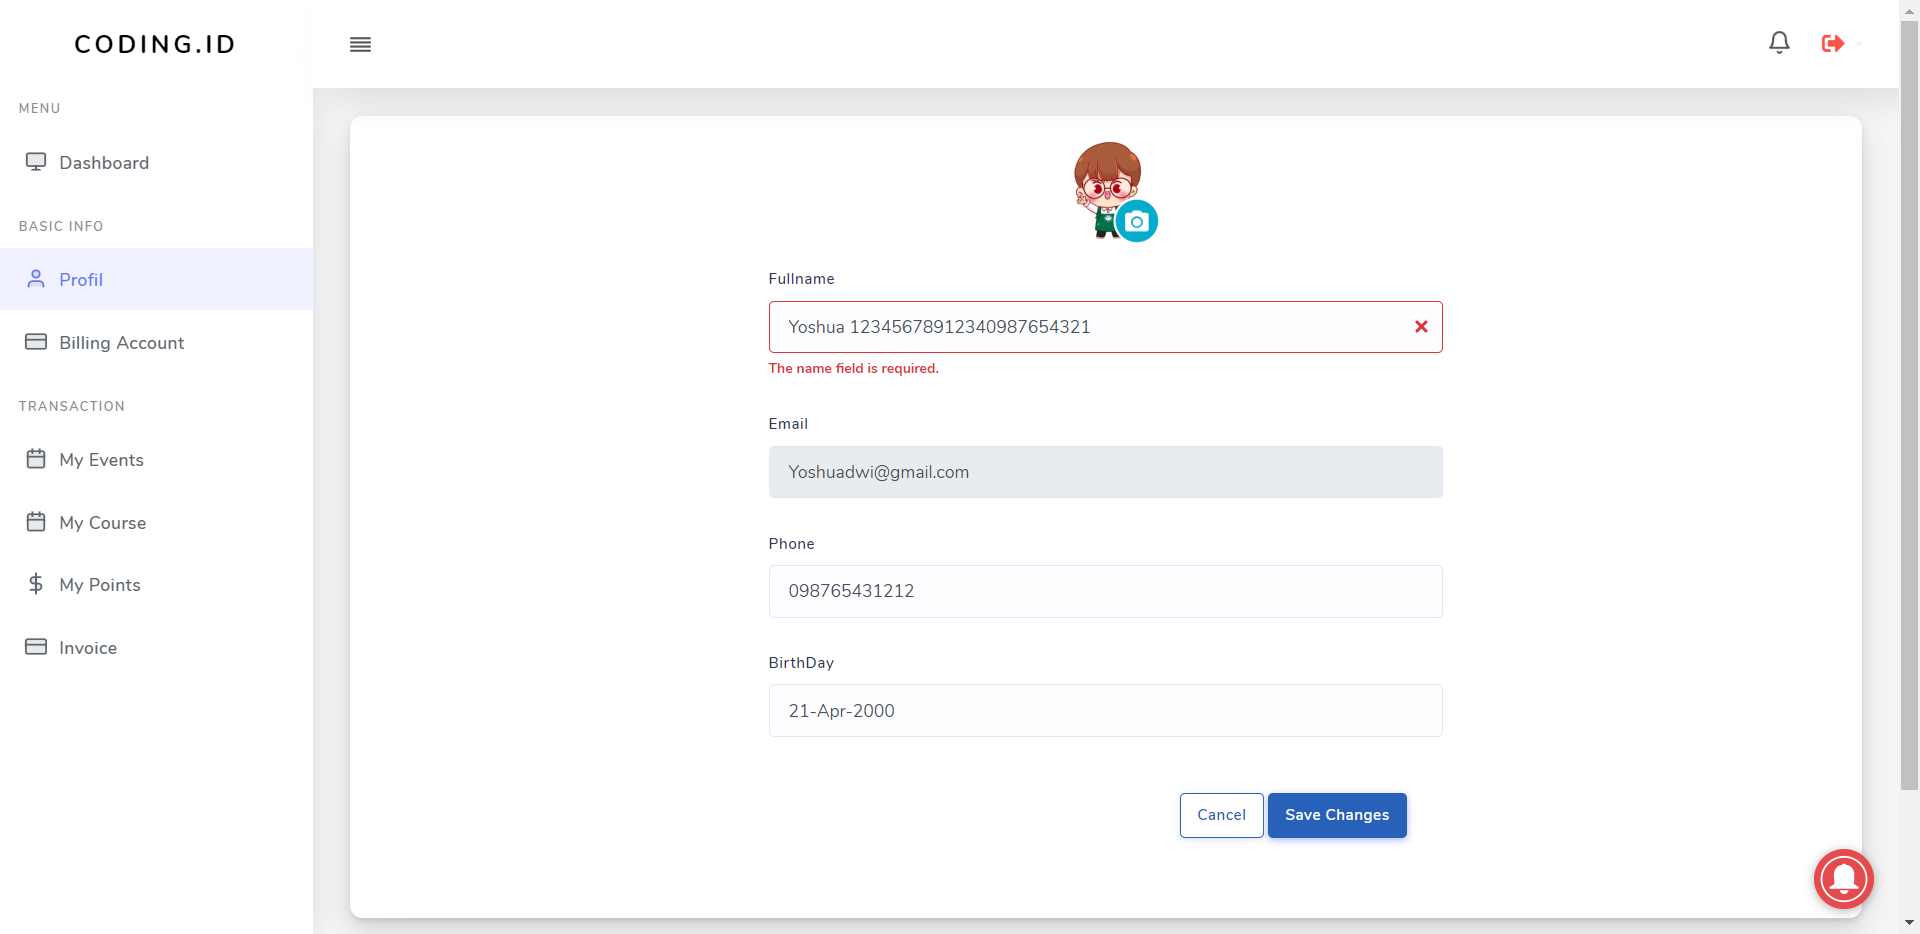 CODING.ID
MENU
Dashboard
BASIC INFO
Profil
Billing Account
TRANSACTION
My Events
My Course
My Points
Invoice
Fullname
Yoshua 12345678912340987654321
The name field is required.
Email
Yoshuadwi@gmail.com
Phone
098765431212
BirthDay
21-Apr-2000
Cancel
Save Changes